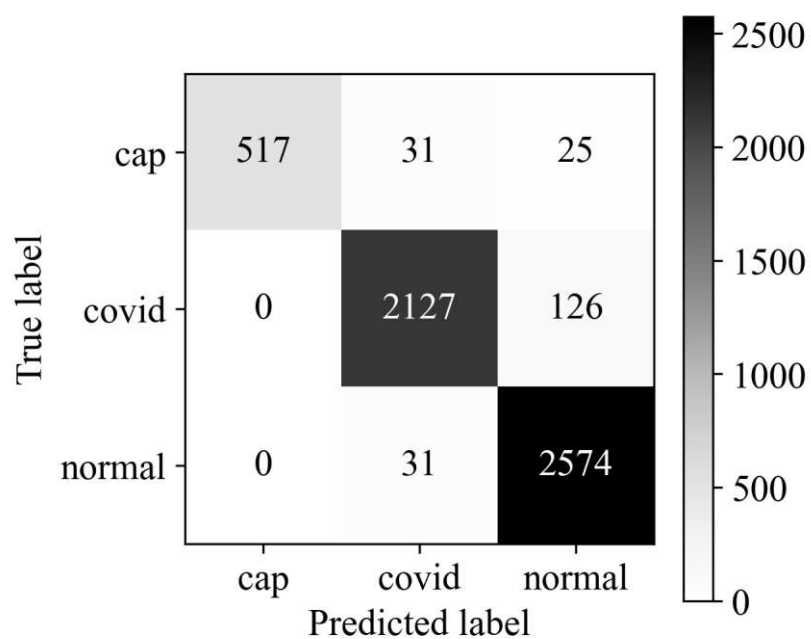 2500
2000
1500
1000
500
0
True label
cap 517 31 25
covid 0 2127 126
normal 0 31 2574
cap covid normal
Predicted label